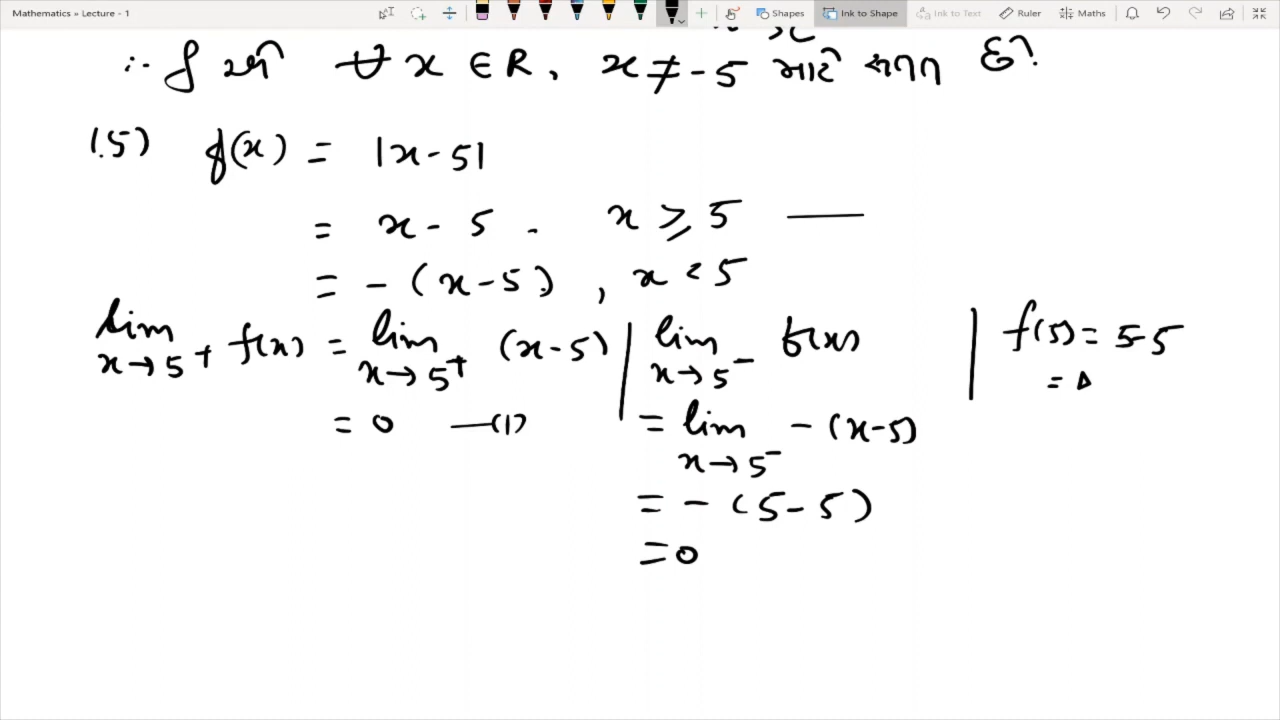 Mathematics » Lecture - 1
Shapes Ink to Shape Ink to Text Ruler Maths
∴ f ∀ x ∈ R, x ≠ -5 માટે સતત છે.
(.5) f(x) = |x-5|
= x - 5 . x ≥ 5 —
= - (x-5) , x < 5
lim x→5+ f(x) = lim x→5+ (x-5)
= 0 —(1)
lim x→5- f(x)
= lim x→5- -(x-5)
= - (5-5)
= 0
f(5) = 5-5
=